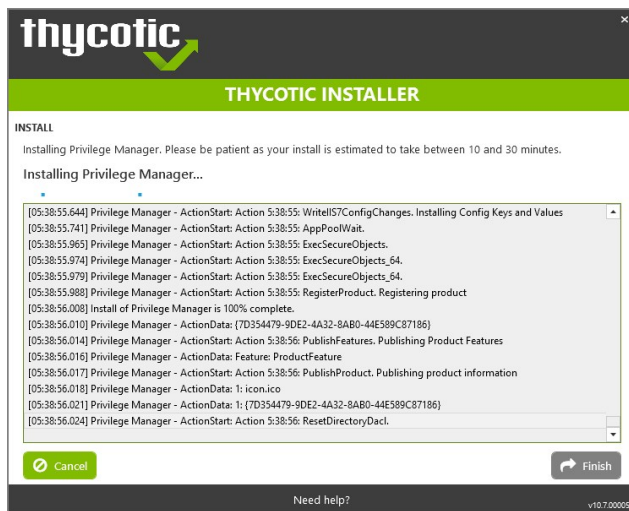 thycotic
×
THYCOTIC INSTALLER
INSTALL
Installing Privilege Manager. Please be patient as your install is estimated to take between 10 and 30 minutes.
Installing Privilege Manager...
[05:38:55.644] Privilege Manager - ActionStart: Action 5:38:55: WriteIIS7ConfigChanges. Installing Config Keys and Values
[05:38:55.741] Privilege Manager - ActionStart: Action 5:38:55: AppPoolWait.
[05:38:55.965] Privilege Manager - ActionStart: Action 5:38:55: ExecSecureObjects.
[05:38:55.974] Privilege Manager - ActionStart: Action 5:38:55: ExecSecureObjects_64.
[05:38:55.979] Privilege Manager - ActionStart: Action 5:38:55: ExecSecureObjects_64.
[05:38:55.988] Privilege Manager - ActionStart: Action 5:38:55: RegisterProduct. Registering product
[05:38:56.008] Install of Privilege Manager is 100% complete.
[05:38:56.010] Privilege Manager - ActionData: {7D354479-9DE2-4A32-8AB0-44E589C87186}
[05:38:56.014] Privilege Manager - ActionStart: Action 5:38:56: PublishFeatures. Publishing Product Features
[05:38:56.016] Privilege Manager - ActionData: Feature: ProductFeature
[05:38:56.017] Privilege Manager - ActionStart: Action 5:38:56: PublishProduct. Publishing product information
[05:38:56.018] Privilege Manager - ActionData: 1: icon.ico
[05:38:56.021] Privilege Manager - ActionData: 1: {7D354479-9DE2-4A32-8AB0-44E589C87186}
[05:38:56.024] Privilege Manager - ActionStart: Action 5:38:56: ResetDirectoryDacl.
Cancel
Finish
Need help?
v10.7.00005